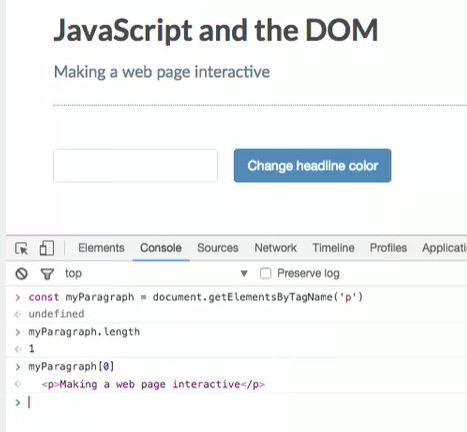 JavaScript and the DOM
Making a web page interactive
Change headline color
Elements Console Sources Network Timeline Profiles Applicati
top ▼ Preserve log
> const myParagraph = document.getElementsByTagName('p')
< undefined
> myParagraph.length
< 1
> myParagraph[0]
< <p>Making a web page interactive</p>
>